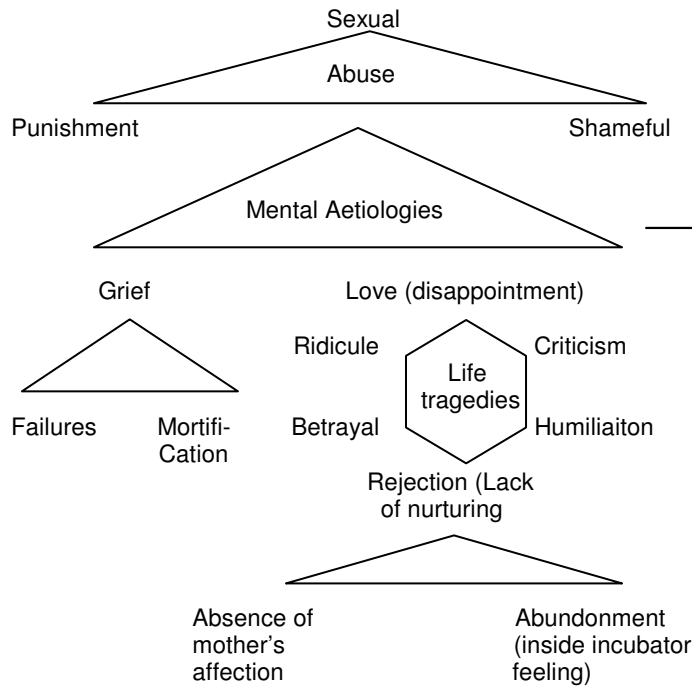 Sexual
Abuse
Punishment
Shameful
Mental Aetiologies
Grief
Love (disappointment)
Ridicule
Criticism
Life
tragedies
Failures
Mortifi-
Cation
Betrayal
Humiliaiton
Rejection (Lack
of nurturing
Absence of
mother's
affection
Abundonment
(inside incubator
feeling)